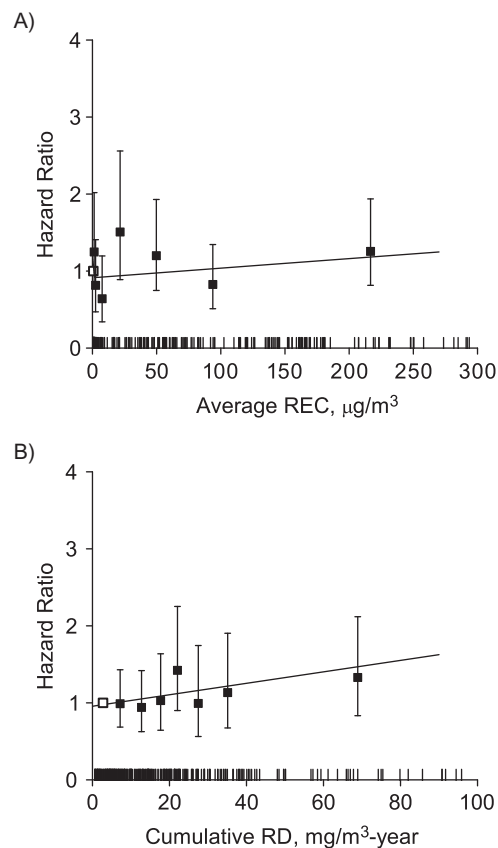 A)
4
3
2
1
0
Hazard Ratio
0 50 100 150 200 250 300
Average REC, μg/m³
B)
4
3
2
1
0
Hazard Ratio
0 20 40 60 80 100
Cumulative RD, mg/m³-year